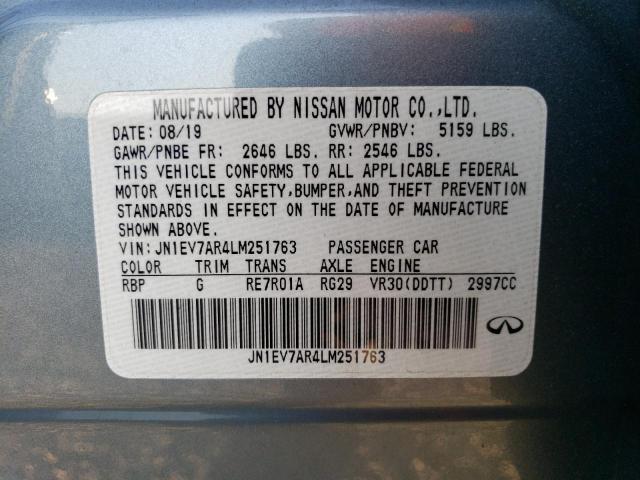 MANUFACTURED BY NISSAN MOTOR CO.,LTD.
DATE: 08/19 GVWR/PNBV: 5159 LBS.
GAWR/PNBE FR: 2646 LBS. RR: 2546 LBS.
THIS VEHICLE CONFORMS TO ALL APPLICABLE FEDERAL
MOTOR VEHICLE SAFETY,BUMPER,AND THEFT PREVENTION
STANDARDS IN EFFECT ON THE DATE OF MANUFACTURE
SHOWN ABOVE.
VIN: JN1EV7AR4LM251763 PASSENGER CAR
COLOR TRIM TRANS AXLE ENGINE
RBP G RE7R01A RG29 VR30(DDTT) 2997CC
JN1EV7AR4LM251763